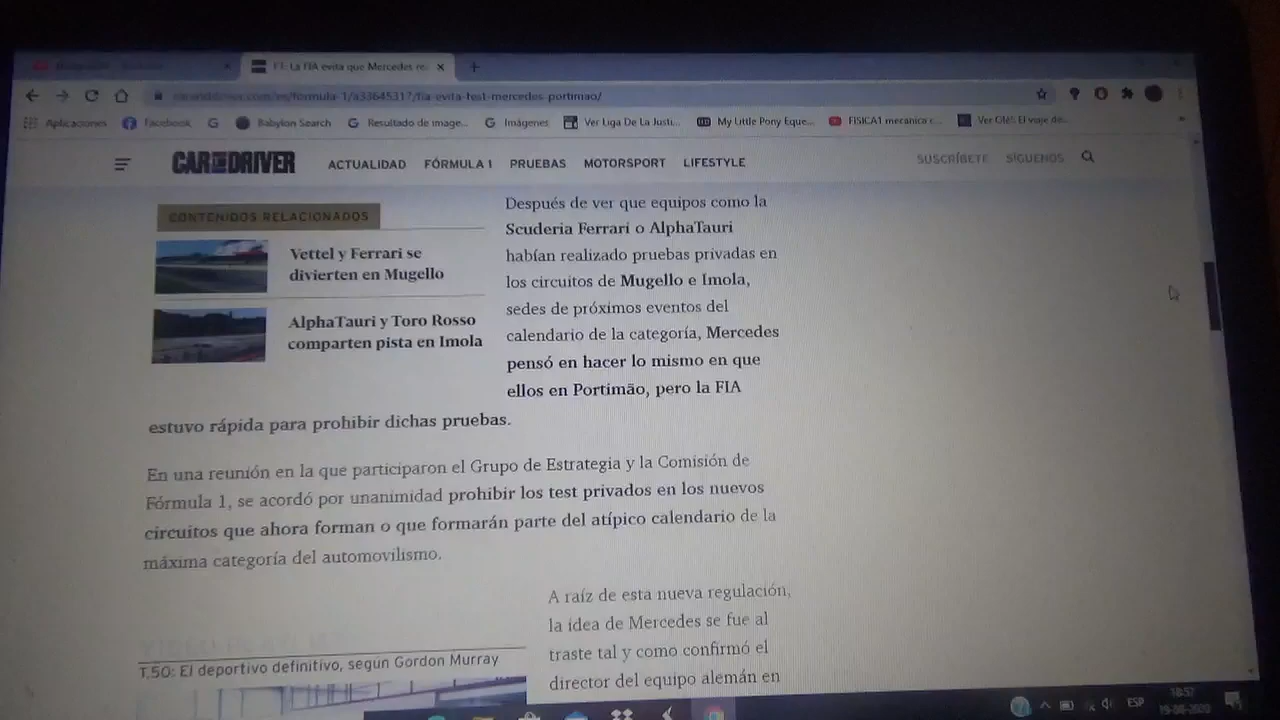 F1: La FIA evita que Mercedes re
caranddriver.com/es/formula-1/a33645317/fia-evita-test-mercedes-portimao/
Aplicaciones Facebook Babylon Search Resultado de image... Imágenes Ver Liga De La Justi... My Little Pony Eque... FISICA1 mecanica c... Ver Olé! El viaje de...
CAR AND DRIVER ACTUALIDAD FÓRMULA 1 PRUEBAS MOTORSPORT LIFESTYLE SUSCRÍBETE SÍGUENOS
CONTENIDOS RELACIONADOS
Vettel y Ferrari se
divierten en Mugello
AlphaTauri y Toro Rosso
comparten pista en Imola
Después de ver que equipos como la
Scuderia Ferrari o AlphaTauri
habían realizado pruebas privadas en
los circuitos de Mugello e Imola,
sedes de próximos eventos del
calendario de la categoría, Mercedes
pensó en hacer lo mismo en que
ellos en Portimão, pero la FIA
estuvo rápida para prohibir dichas pruebas.
En una reunión en la que participaron el Grupo de Estrategia y la Comisión de
Fórmula 1, se acordó por unanimidad prohibir los test privados en los nuevos
circuitos que ahora forman o que formarán parte del atípico calendario de la
máxima categoría del automovilismo.
A raíz de esta nueva regulación,
la idea de Mercedes se fue al
traste tal y como confirmó el
director del equipo alemán en
T.50: El deportivo definitivo, según Gordon Murray
ESP
18:57
19-08-2020